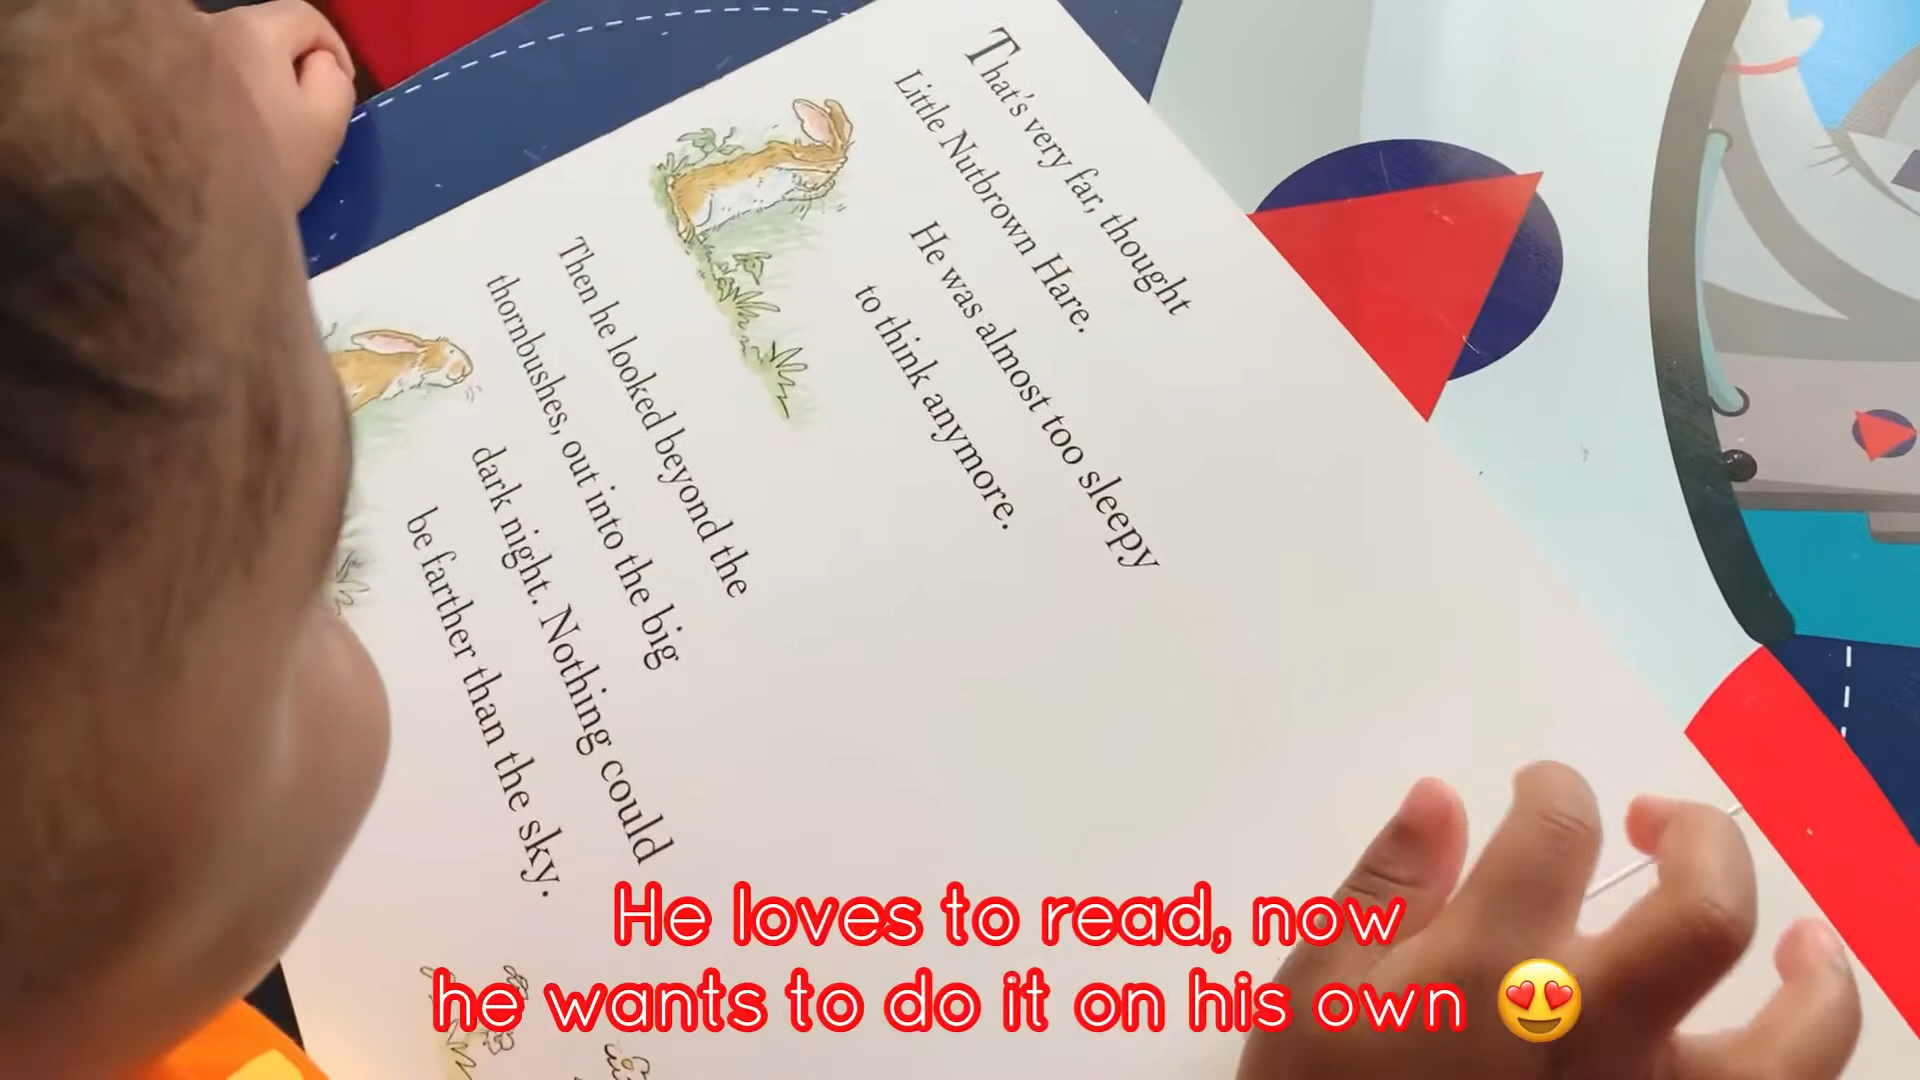 That's very far, thought
Little Nutbrown Hare.
He was almost too sleepy
to think anymore.
Then he looked beyond the
thornbushes, out into the big
dark night. Nothing could
be farther than the sky.
He loves to read, now
he wants to do it on his own 😍